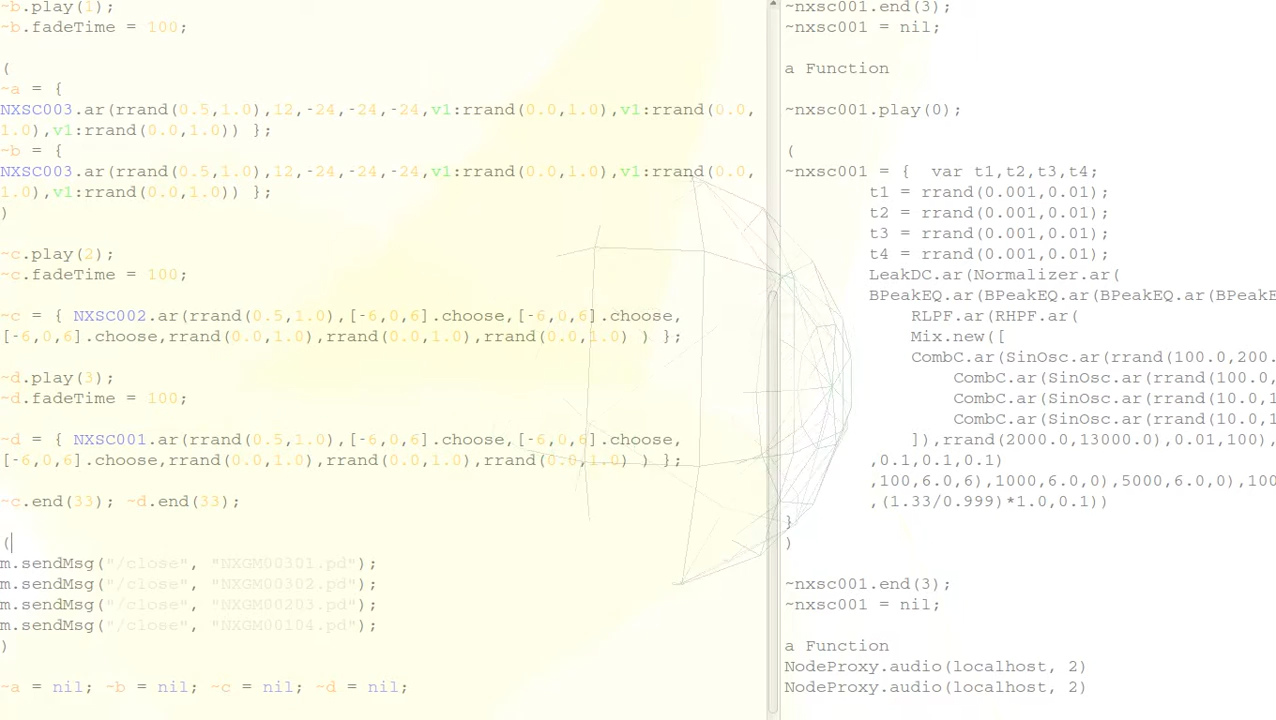 ~b.play(1);
~b.fadeTime = 100;
(
~a = {
NXSC003.ar(rrand(0.5,1.0),12,-24,-24,-24,v1:rrand(0.0,1.0),v1:rrand(0.0,
1.0),v1:rrand(0.0,1.0)) };
~b = {
NXSC003.ar(rrand(0.5,1.0),12,-24,-24,-24,v1:rrand(0.0,1.0),v1:rrand(0.0,
1.0),v1:rrand(0.0,1.0)) };
)
~c.play(2);
~c.fadeTime = 100;
~c = { NXSC002.ar(rrand(0.5,1.0),[-6,0,6].choose,[-6,0,6].choose,
[-6,0,6].choose,rrand(0.0,1.0),rrand(0.0,1.0),rrand(0.0,1.0) ) };
~d.play(3);
~d.fadeTime = 100;
~d = { NXSC001.ar(rrand(0.5,1.0),[-6,0,6].choose,[-6,0,6].choose,
[-6,0,6].choose,rrand(0.0,1.0),rrand(0.0,1.0),rrand(0.0,1.0) ) };
~c.end(33); ~d.end(33);
(
m.sendMsg("/close", "NXGM00301.pd");
m.sendMsg("/close", "NXGM00302.pd");
m.sendMsg("/close", "NXGM00203.pd");
m.sendMsg("/close", "NXGM00104.pd");
)
~a = nil; ~b = nil; ~c = nil; ~d = nil;
~nxsc001.end(3);
~nxsc001 = nil;
a Function
~nxsc001.play(0);
(
~nxsc001 = {  var t1,t2,t3,t4;
t1 = rrand(0.001,0.01);
t2 = rrand(0.001,0.01);
t3 = rrand(0.001,0.01);
t4 = rrand(0.001,0.01);
LeakDC.ar(Normalizer.ar(
BPeakEQ.ar(BPeakEQ.ar(BPeakEQ.ar(BPeakE
RLPF.ar(RHPF.ar(
Mix.new([
CombC.ar(SinOsc.ar(rrand(100.0,200.
CombC.ar(SinOsc.ar(rrand(100.0,
CombC.ar(SinOsc.ar(rrand(10.0,1
CombC.ar(SinOsc.ar(rrand(10.0,1
]),rrand(2000.0,13000.0),0.01,100),
,0.1,0.1,0.1)
,100,6.0,6),1000,6.0,0),5000,6.0,0),100
,(1.33/0.999)*1.0,0.1))
}
)
~nxsc001.end(3);
~nxsc001 = nil;
a Function
NodeProxy.audio(localhost, 2)
NodeProxy.audio(localhost, 2)